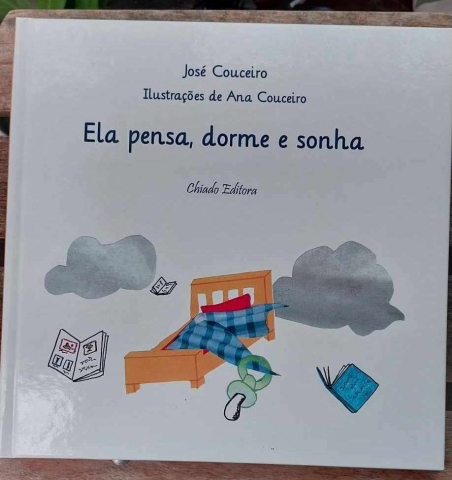 José Couceiro
Ilustrações de Ana Couceiro
Ela pensa, dorme e sonha
Chiado Editora